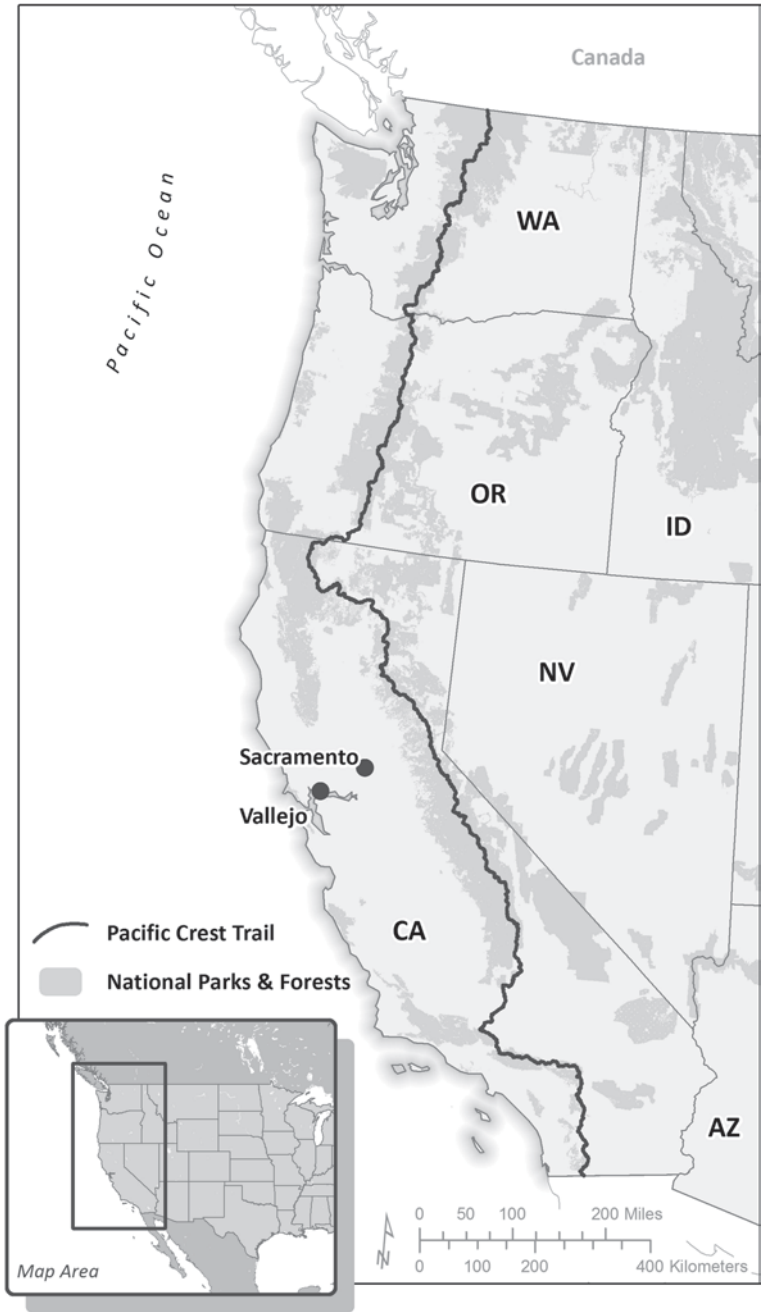 Canada
Pacific Ocean
WA
OR
ID
NV
Sacramento
Vallejo
CA
Pacific Crest Trail
National Parks & Forests
AZ
Map Area
0 50 100 200 Miles
0 100 200 400 Kilometers
N